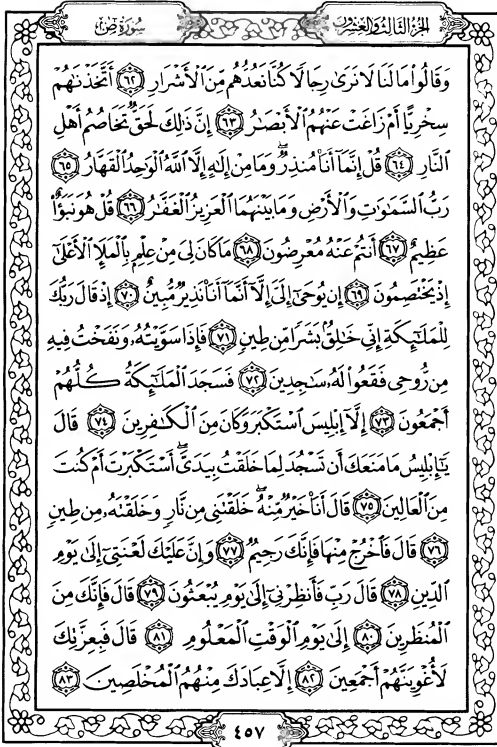 الجزء الثالث والعشرون
سورة ص
وَقَالُوا۟ مَا لَنَا لَا نَرَىٰ رِجَالًا كُنَّا نَعُدُّهُم مِّنَ ٱلْأَشْرَارِ ﴿٦٢﴾ أَتَّخَذْنَٰهُمْ
سِخْرِيًّا أَمْ زَاغَتْ عَنْهُمُ ٱلْأَبْصَٰرُ ﴿٦٣﴾ إِنَّ ذَٰلِكَ لَحَقٌّ تَخَاصُمُ أَهْلِ
ٱلنَّارِ ﴿٦٤﴾ قُلْ إِنَّمَآ أَنَا۠ مُنذِرٌ ۖ وَمَا مِنْ إِلَٰهٍ إِلَّا ٱللَّهُ ٱلْوَٰحِدُ ٱلْقَهَّارُ ﴿٦٥﴾
رَبُّ ٱلسَّمَٰوَٰتِ وَٱلْأَرْضِ وَمَا بَيْنَهُمَا ٱلْعَزِيزُ ٱلْغَفَّٰرُ ﴿٦٦﴾ قُلْ هُوَ نَبَؤٌا۟
عَظِيمٌ ﴿٦٧﴾ أَنتُمْ عَنْهُ مُعْرِضُونَ ﴿٦٨﴾ مَا كَانَ لِىَ مِنْ عِلْمٍۭ بِٱلْمَلَإِ ٱلْأَعْلَىٰٓ
إِذْ يَخْتَصِمُونَ ﴿٦٩﴾ إِن يُوحَىٰٓ إِلَىَّ إِلَّآ أَنَّمَآ أَنَا۠ نَذِيرٌ مُّبِينٌ ﴿٧٠﴾ إِذْ قَالَ رَبُّكَ
لِلْمَلَٰٓئِكَةِ إِنِّى خَٰلِقٌۢ بَشَرًا مِّن طِينٍ ﴿٧١﴾ فَإِذَا سَوَّيْتُهُۥ وَنَفَخْتُ فِيهِ
مِن رُّوحِى فَقَعُوا۟ لَهُۥ سَٰجِدِينَ ﴿٧٢﴾ فَسَجَدَ ٱلْمَلَٰٓئِكَةُ كُلُّهُمْ
أَجْمَعُونَ ﴿٧٣﴾ إِلَّآ إِبْلِيسَ ٱسْتَكْبَرَ وَكَانَ مِنَ ٱلْكَٰفِرِينَ ﴿٧٤﴾ قَالَ
يَٰٓإِبْلِيسُ مَا مَنَعَكَ أَن تَسْجُدَ لِمَا خَلَقْتُ بِيَدَىَّ ۖ أَسْتَكْبَرْتَ أَمْ كُنتَ
مِنَ ٱلْعَالِينَ ﴿٧٥﴾ قَالَ أَنَا۠ خَيْرٌ مِّنْهُ ۖ خَلَقْتَنِى مِن نَّارٍ وَخَلَقْتَهُۥ مِن طِينٍ
﴿٧٦﴾ قَالَ فَٱخْرُجْ مِنْهَا فَإِنَّكَ رَجِيمٌ ﴿٧٧﴾ وَإِنَّ عَلَيْكَ لَعْنَتِىٓ إِلَىٰ يَوْمِ
ٱلدِّينِ ﴿٧٨﴾ قَالَ رَبِّ فَأَنظِرْنِىٓ إِلَىٰ يَوْمِ يُبْعَثُونَ ﴿٧٩﴾ قَالَ فَإِنَّكَ مِنَ
ٱلْمُنظَرِينَ ﴿٨٠﴾ إِلَىٰ يَوْمِ ٱلْوَقْتِ ٱلْمَعْلُومِ ﴿٨١﴾ قَالَ فَبِعِزَّتِكَ
لَأُغْوِيَنَّهُمْ أَجْمَعِينَ ﴿٨٢﴾ إِلَّا عِبَادَكَ مِنْهُمُ ٱلْمُخْلَصِينَ ﴿٨٣﴾
٤٥٧